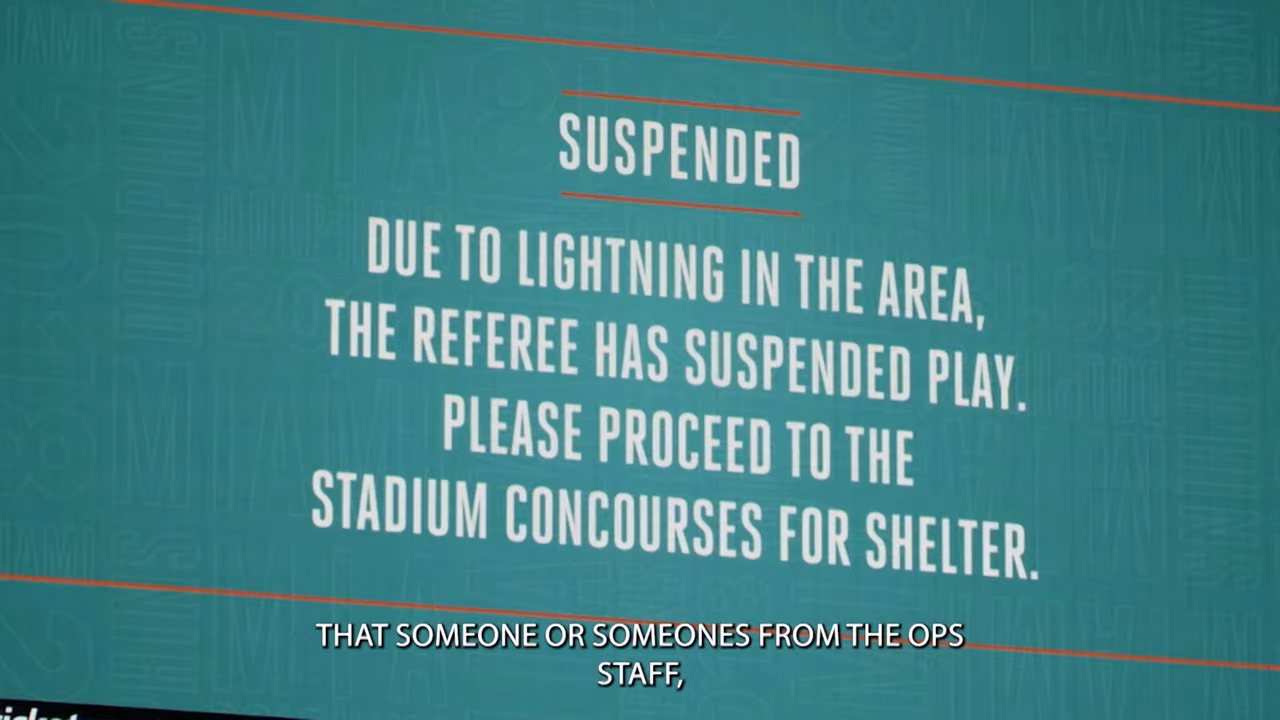 SUSPENDED
DUE TO LIGHTNING IN THE AREA,
THE REFEREE HAS SUSPENDED PLAY.
PLEASE PROCEED TO THE
STADIUM CONCOURSES FOR SHELTER.
THAT SOMEONE OR SOMEONES FROM THE OPS
STAFF,